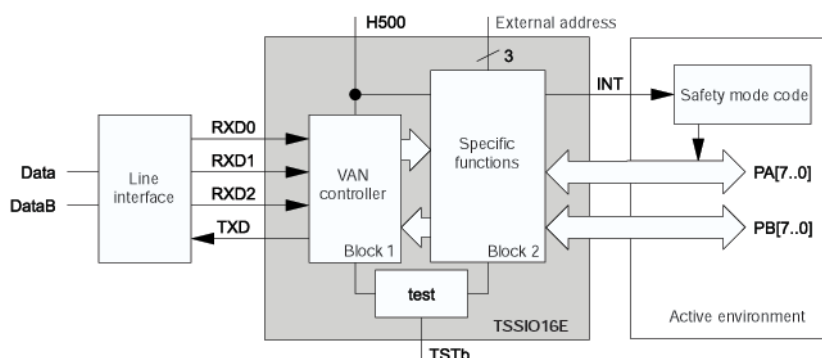 H500
External address
3
INT
Safety mode code
RXD0
RXD1
RXD2
TXD
Data
DataB
Line
interface
VAN
controller
Block 1
Specific
functions
Block 2
PA[7..0]
PB[7..0]
test
TSSIO16E
Active environment
TSTb